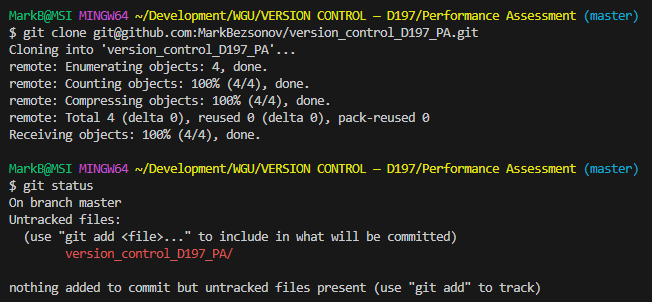 MarkB@MSI MINGW64 ~/Development/WGU/VERSION CONTROL – D197/Performance Assessment (master)
$ git clone git@github.com:MarkBezsonov/version_control_D197_PA.git
Cloning into 'version_control_D197_PA'...
remote: Enumerating objects: 4, done.
remote: Counting objects: 100% (4/4), done.
remote: Compressing objects: 100% (4/4), done.
remote: Total 4 (delta 0), reused 0 (delta 0), pack-reused 0
Receiving objects: 100% (4/4), done.

MarkB@MSI MINGW64 ~/Development/WGU/VERSION CONTROL – D197/Performance Assessment (master)
$ git status
On branch master
Untracked files:
  (use "git add <file>..." to include in what will be committed)
        version_control_D197_PA/

nothing added to commit but untracked files present (use "git add" to track)